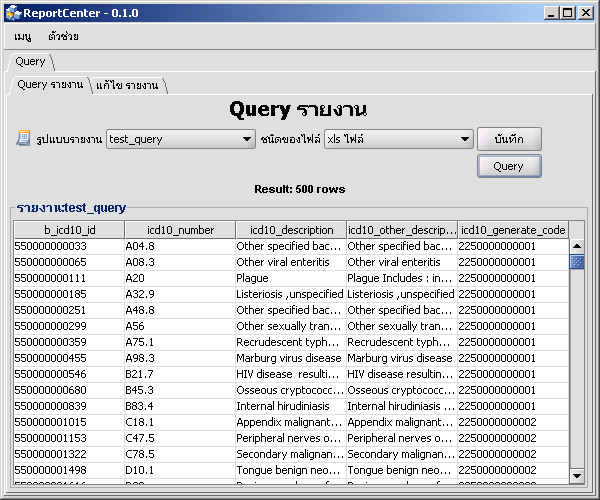 ReportCenter - 0.1.0
เมนู ตัวช่วย
Query
Query รายงาน แก้ไข รายงาน
Query รายงาน
รูปแบบรายงาน test_query ชนิดของไฟล์ xls ไฟล์ บันทึก
Query
Result: 500 rows
รายงาน:test_query
b_icd10_id icd10_number icd10_description icd10_other_descrip... icd10_generate_code
550000000033 A04.8 Other specified bac... Other specified bac... 2250000000001
550000000065 A08.3 Other viral enteritis Other viral enteritis 2250000000001
550000000111 A20 Plague Plague Includes : in... 2250000000001
550000000185 A32.9 Listeriosis ,unspecified Listeriosis ,unspecified 2250000000001
550000000251 A48.8 Other specified bac... Other specified bac... 2250000000001
550000000299 A56 Other sexually tran... Other sexually tran... 2250000000001
550000000359 A75.1 Recrudescent typh... Recrudescent typh... 2250000000001
550000000455 A98.3 Marburg virus disease Marburg virus disease 2250000000001
550000000546 B21.7 HIV disease resulti... HIV disease resultin... 2250000000001
550000000680 B45.3 Osseous cryptococc... Osseous cryptococc... 2250000000001
550000000839 B83.4 Internal hirudiniasis Internal hirudiniasis ... 2250000000001
550000001015 C18.1 Appendix malignant... Appendix malignant... 2250000000002
550000001153 C47.5 Peripheral nerves o... Peripheral nerves o... 2250000000002
550000001322 C78.5 Secondary malignan... Secondary malignan... 2250000000002
550000001498 D10.1 Tongue benign neo... Tongue benign neo... 2250000000002